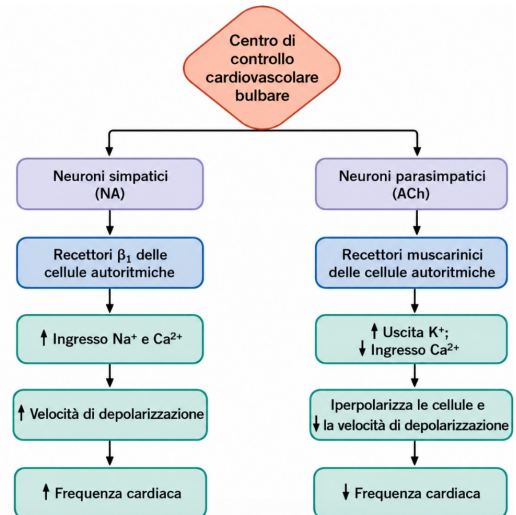 Centro di
controllo
cardiovascolare
bulbare
Neuroni simpatici
(NA)
Neuroni parasimpatici
(ACh)
Recettori β₁ delle
cellule autoritmiche
Recettori muscarinici
delle cellule autoritmiche
↑ Ingresso Na⁺ e Ca²⁺
↑ Uscita K⁺;
↓ Ingresso Ca²⁺
↑ Velocità di depolarizzazione
Iperpolarizza le cellule e
↓ la velocità di depolarizzazione
↑ Frequenza cardiaca
↓ Frequenza cardiaca